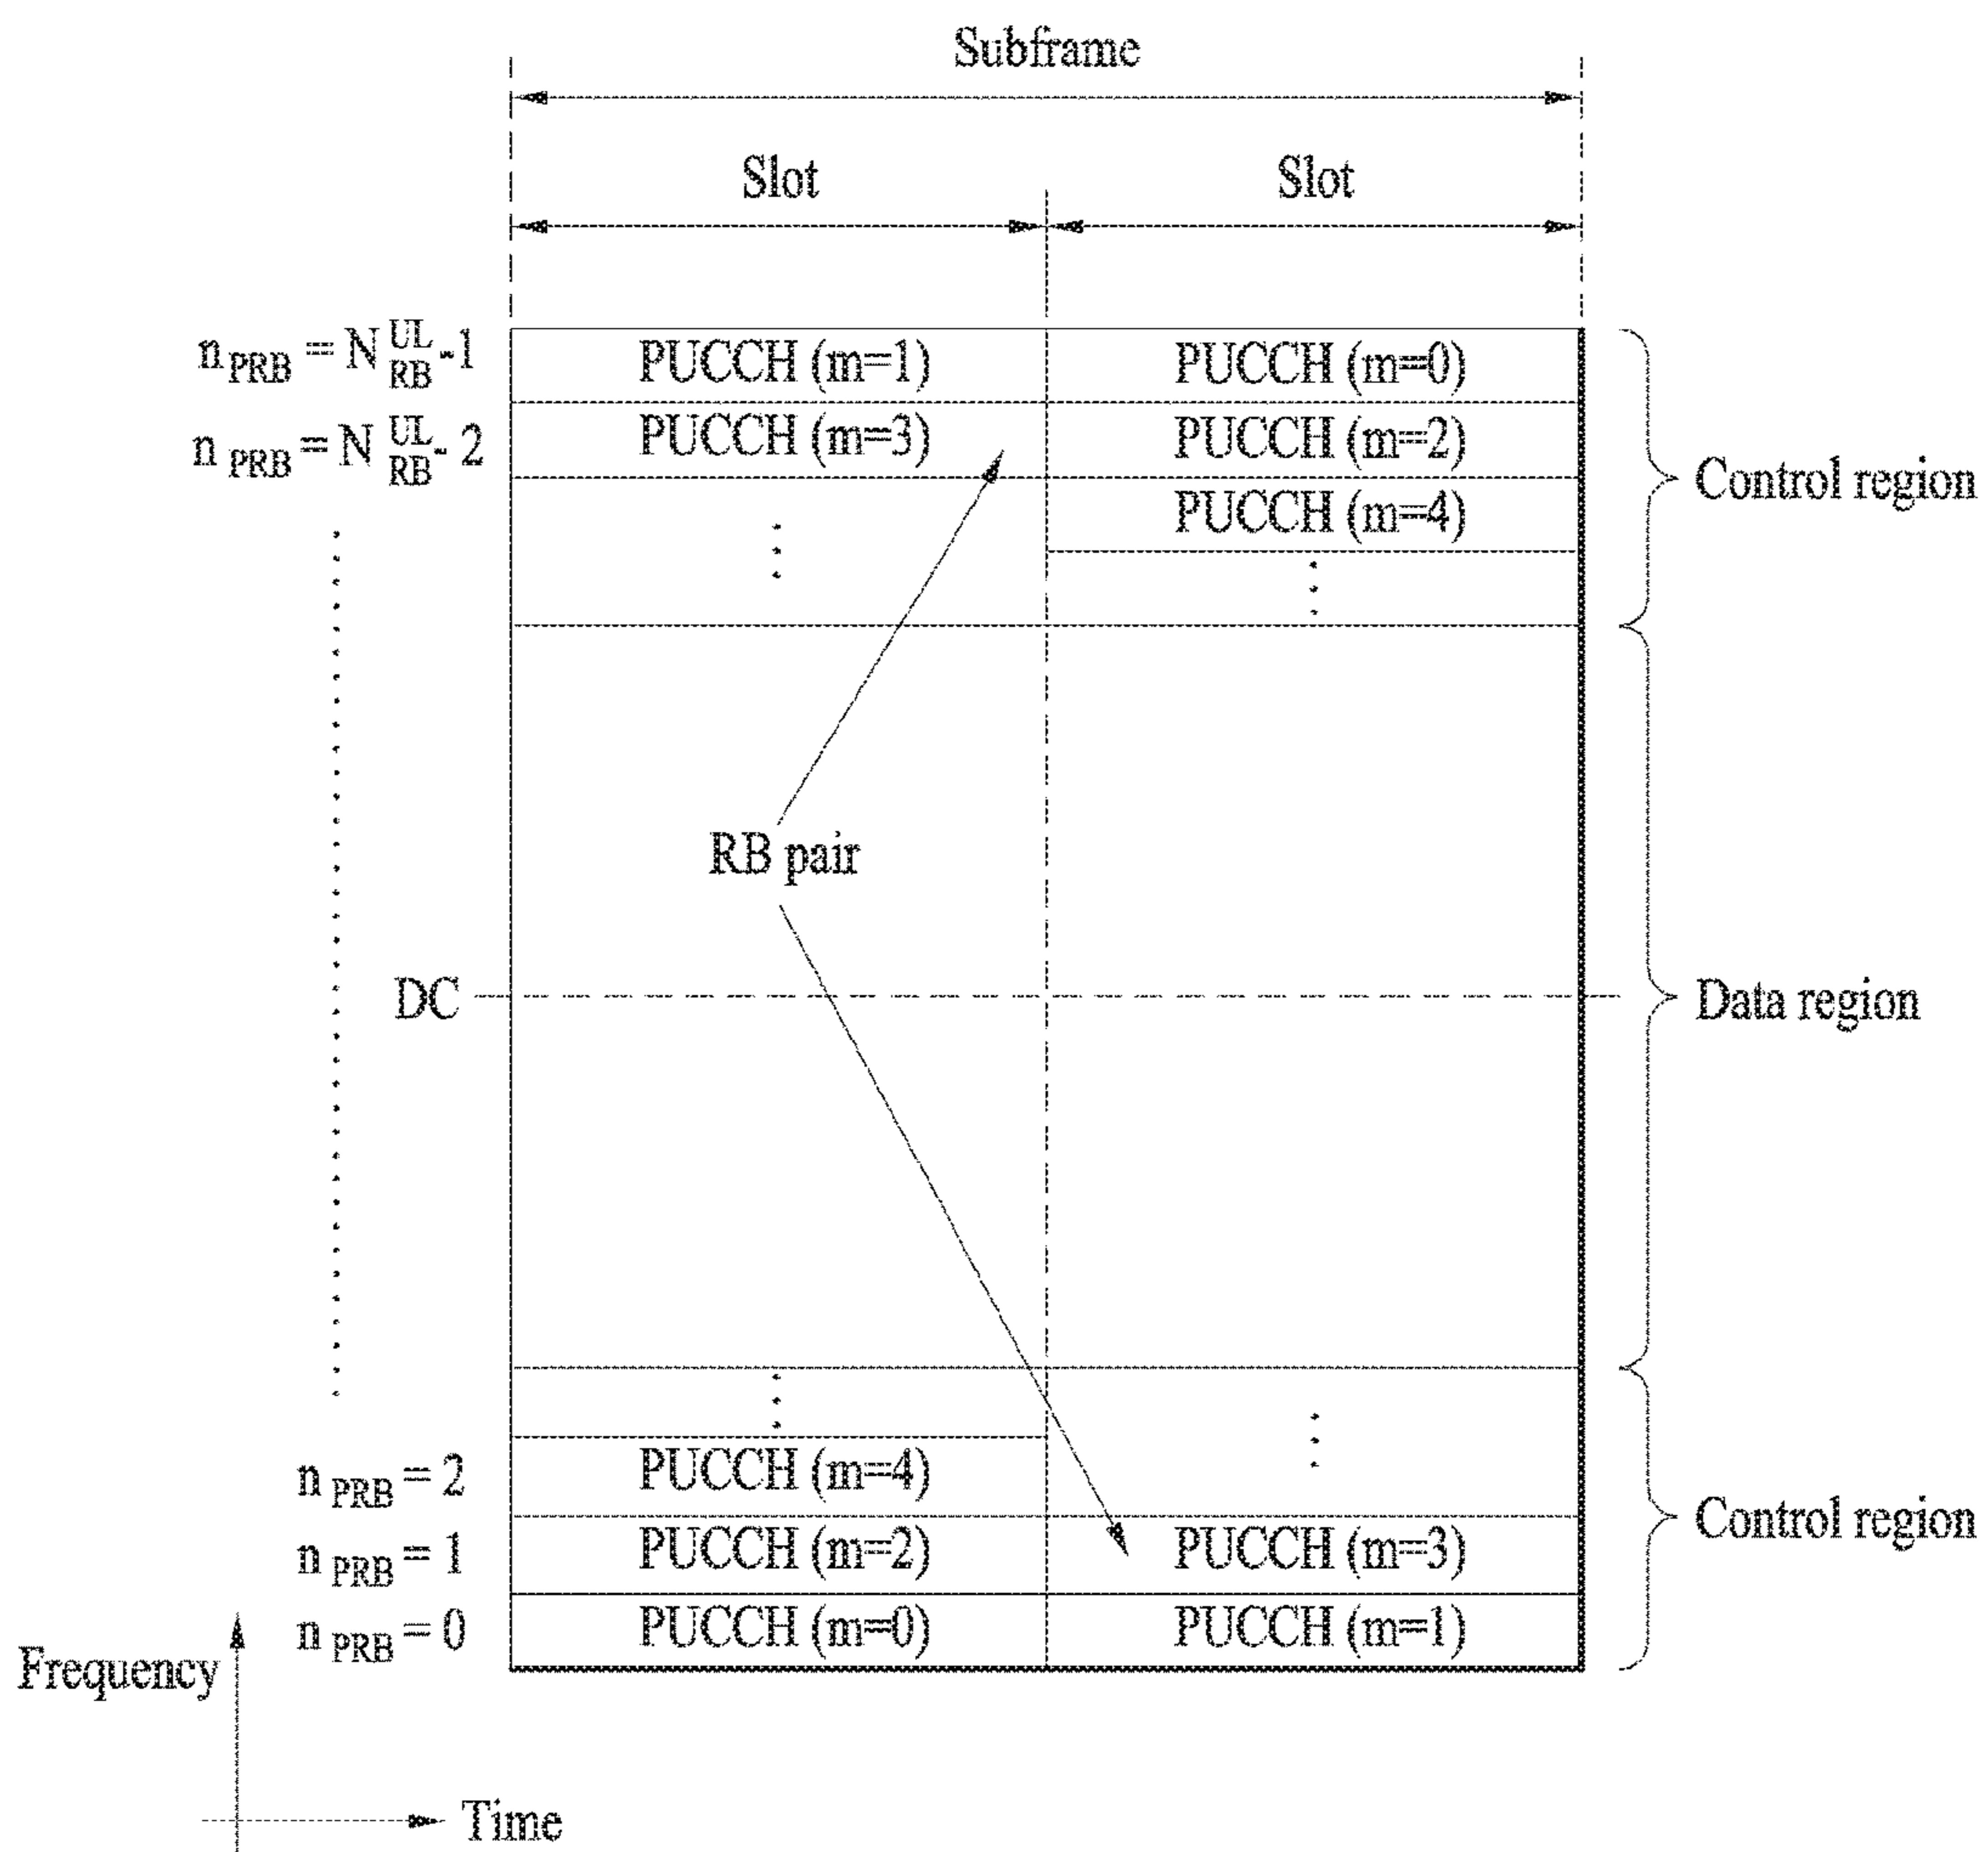 Subframe
Slot Slot
n PRB = N UL RB -1 PUCCH (m=1) PUCCH (m=0)
n PRB = N UL RB - 2 PUCCH (m=3) PUCCH (m=2)
PUCCH (m=4)
Control region
RB pair
DC
Data region
n PRB = 2 PUCCH (m=4)
n PRB = 1 PUCCH (m=2) PUCCH (m=3)
Control region
n PRB = 0 PUCCH (m=0) PUCCH (m=1)
Frequency
Time